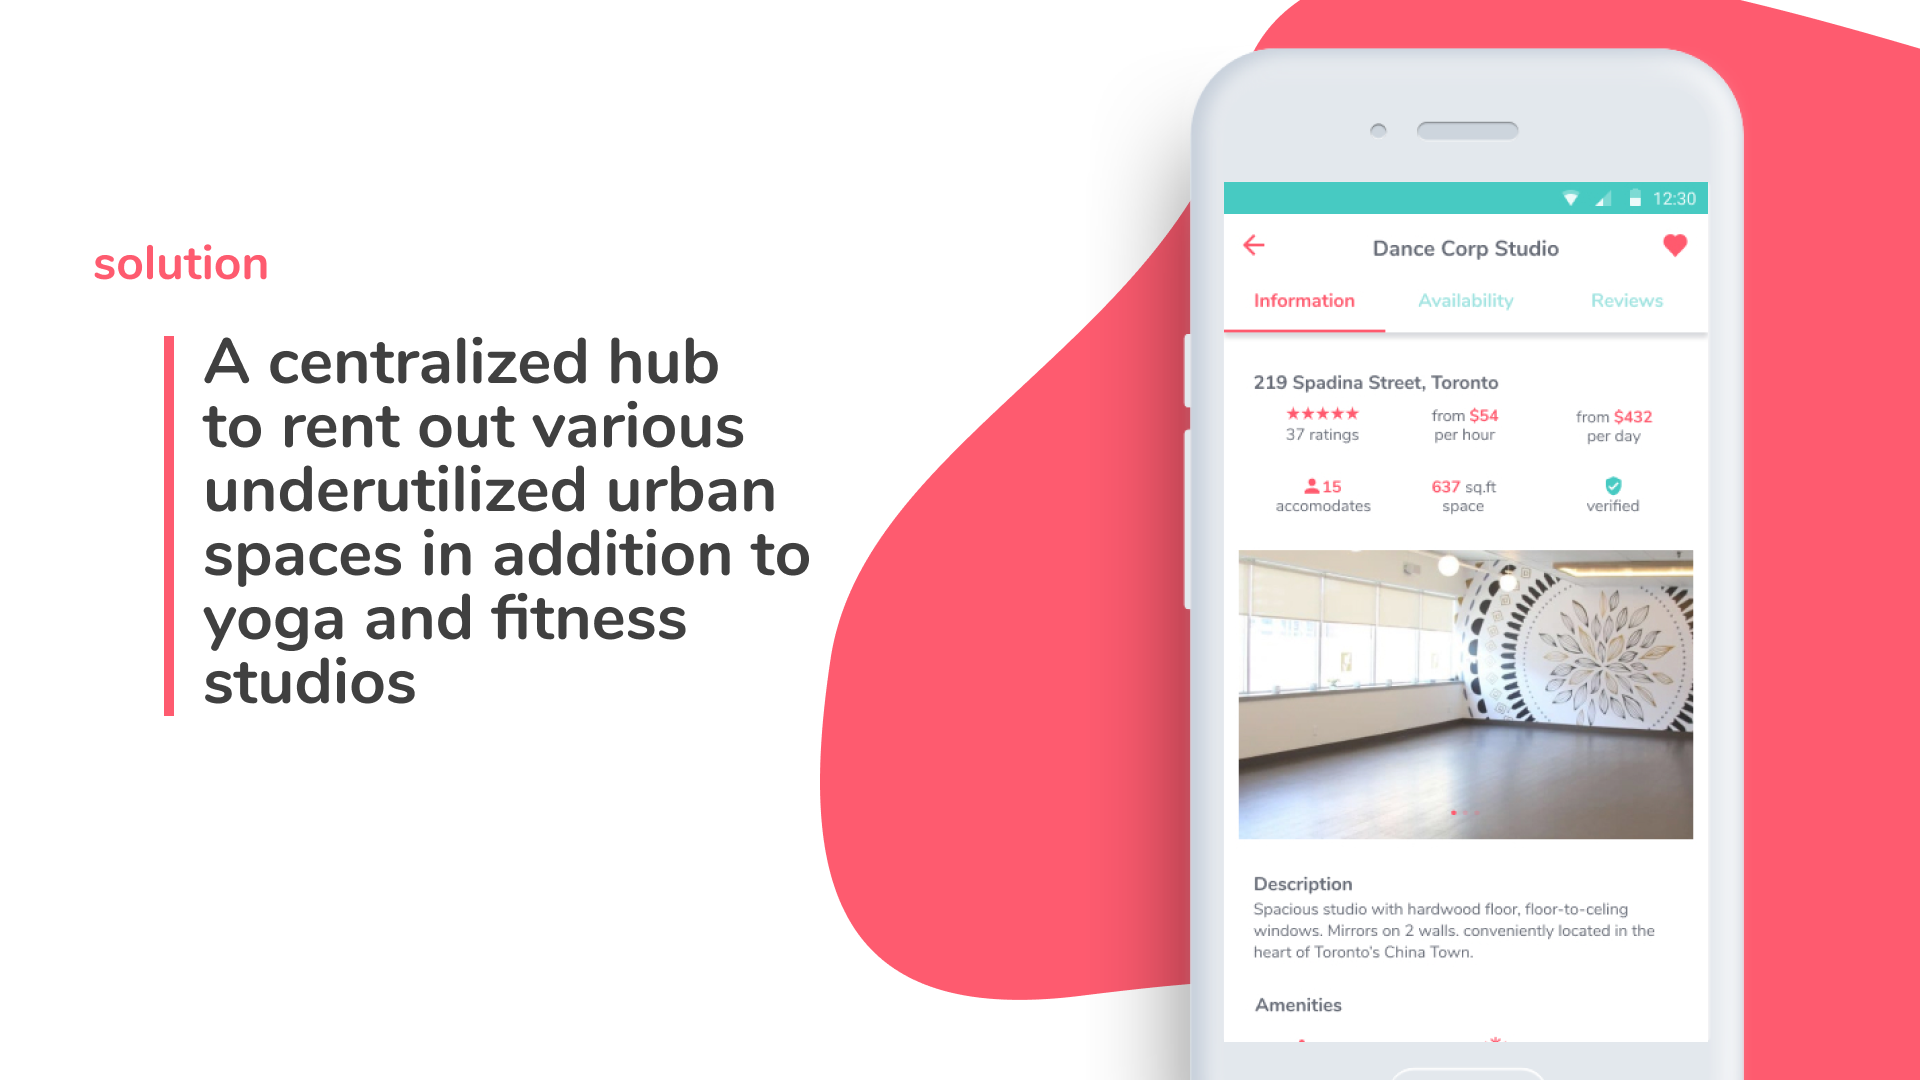 solution
A centralized hub
to rent out various
underutilized urban
spaces in addition to
yoga and fitness
studios
12:30
Dance Corp Studio
Information Availability Reviews
219 Spadina Street, Toronto
★★★★★ from $54 from $432
37 ratings per hour per day
15 637 sq.ft
accomodates space verified
Description
Spacious studio with hardwood floor, floor-to-celing
windows. Mirrors on 2 walls. conveniently located in the
heart of Toronto's China Town.
Amenities